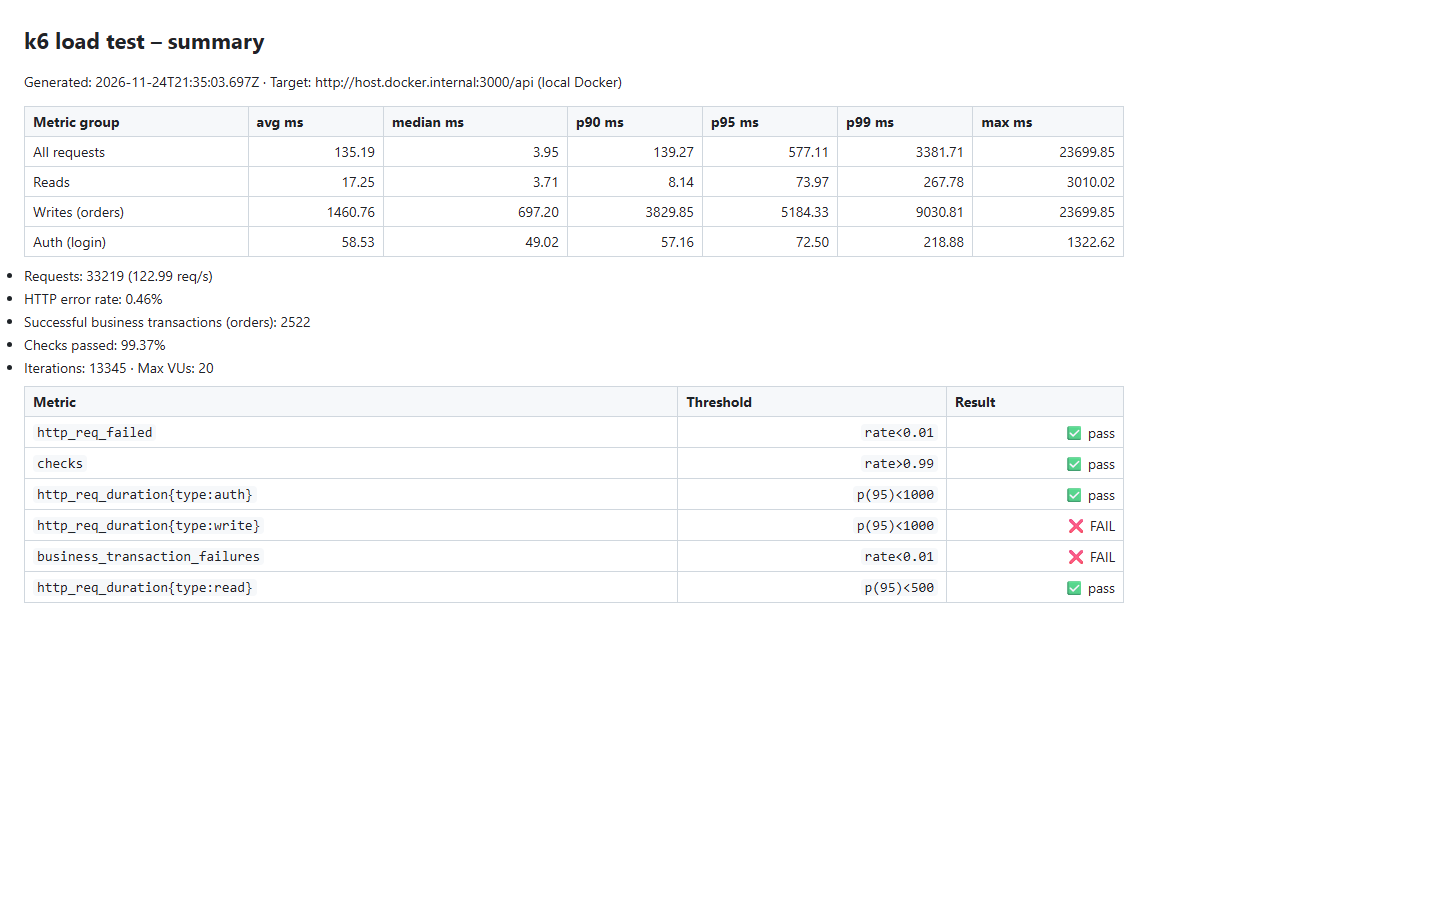 k6 load test – summary
Generated: 2026-11-24T21:35:03.697Z · Target: http://host.docker.internal:3000/api (local Docker)
Metric group avg ms median ms p90 ms p95 ms p99 ms max ms
All requests 135.19 3.95 139.27 577.11 3381.71 23699.85
Reads 17.25 3.71 8.14 73.97 267.78 3010.02
Writes (orders) 1460.76 697.20 3829.85 5184.33 9030.81 23699.85
Auth (login) 58.53 49.02 57.16 72.50 218.88 1322.62
• Requests: 33219 (122.99 req/s)
• HTTP error rate: 0.46%
• Successful business transactions (orders): 2522
• Checks passed: 99.37%
• Iterations: 13345 · Max VUs: 20
Metric Threshold Result
http_req_failed rate<0.01 ✅ pass
checks rate>0.99 ✅ pass
http_req_duration{type:auth} p(95)<1000 ✅ pass
http_req_duration{type:write} p(95)<1000 ❌ FAIL
business_transaction_failures rate<0.01 ❌ FAIL
http_req_duration{type:read} p(95)<500 ✅ pass